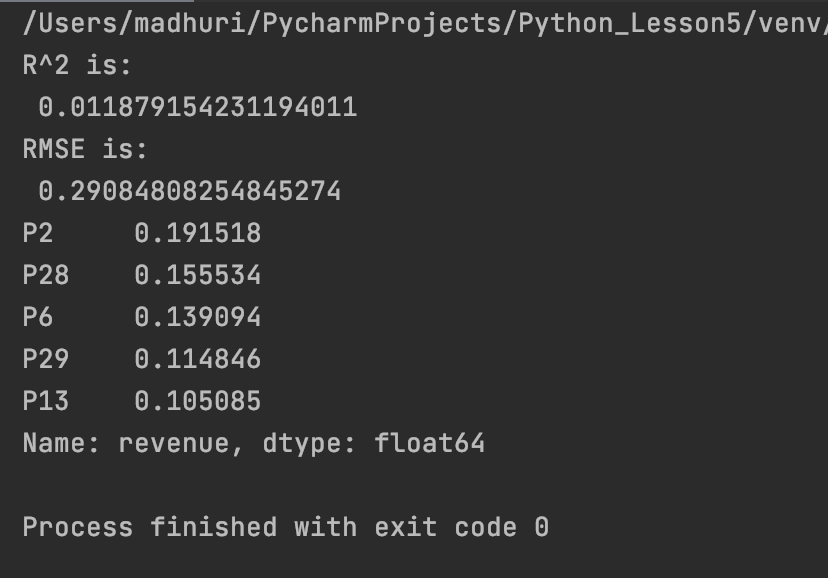 /Users/madhuri/PycharmProjects/Python_Lesson5/venv/
R^2 is:
 0.011879154231194011
RMSE is:
 0.29084808254845274
P2     0.191518
P28    0.155534
P6     0.139094
P29    0.114846
P13    0.105085
Name: revenue, dtype: float64
Process finished with exit code 0